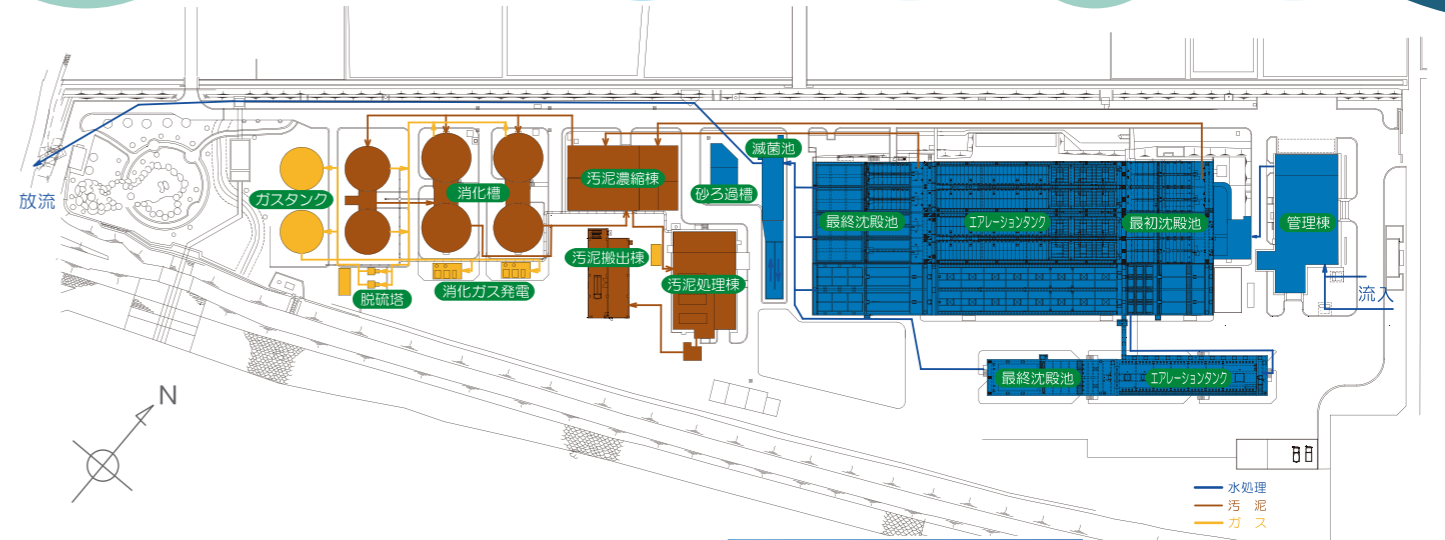 滅菌池
ガスタンク
消化槽
汚泥濃縮棟
砂ろ過槽
最終沈殿池
エアレーションタンク
最初沈殿池
管理棟
放流
汚泥搬出棟
汚泥処理棟
脱硫塔
消化ガス発電
流入
最終沈殿池
エアレーションタンク
N
水処理
汚 泥
ガ ス